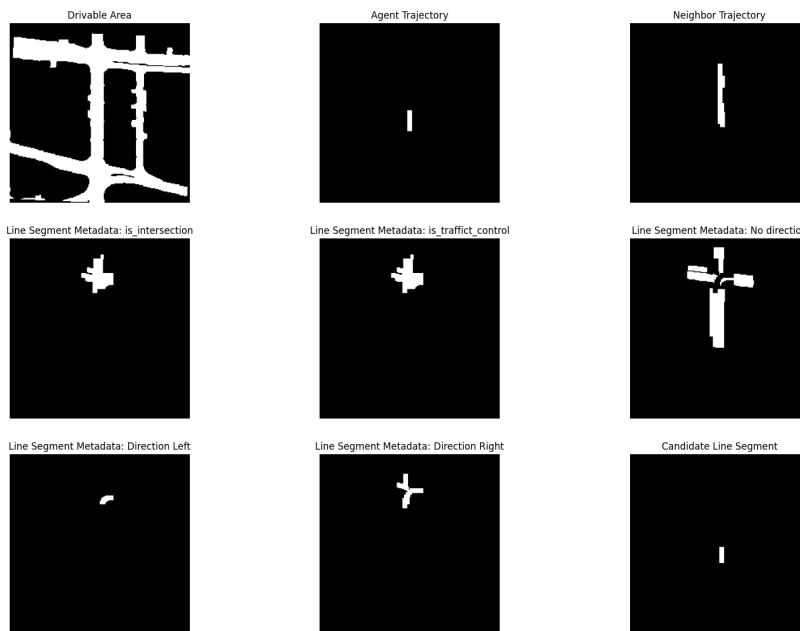 Drivable Area
Agent Trajectory
Neighbor Trajectory
Line Segment Metadata: is_intersection
Line Segment Metadata: is_traffict_control
Line Segment Metadata: No directio
Line Segment Metadata: Direction Left
Line Segment Metadata: Direction Right
Candidate Line Segment